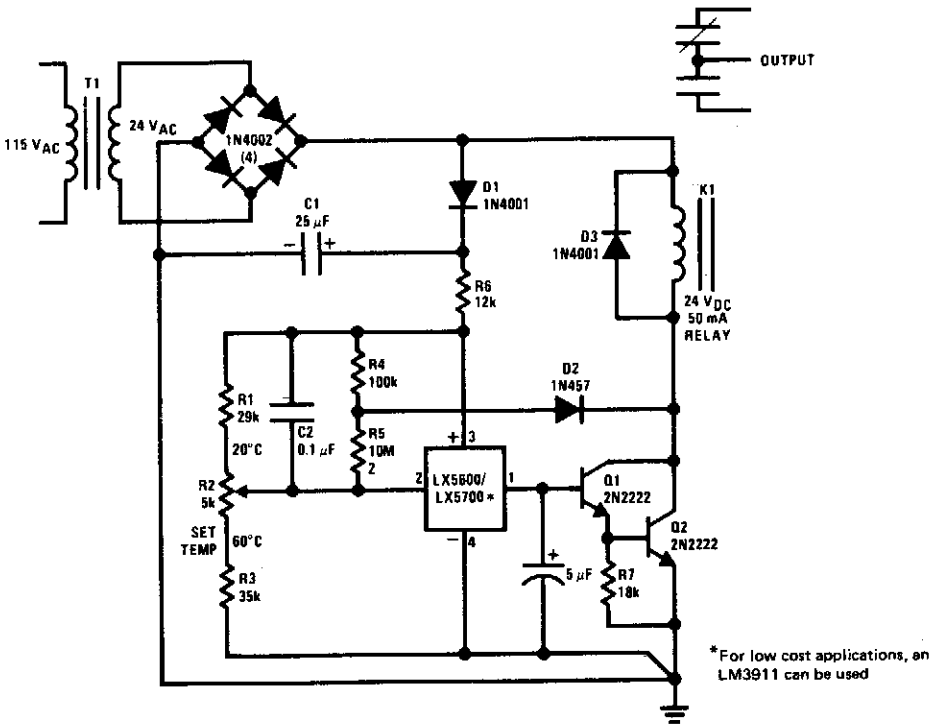 OUTPUT
T1
115 VAC
24 VAC
1N4002
(4)
C1
25 μF
−
+
D1
1N4001
D3
1N4001
K1
24 VDC
50 mA
RELAY
R6
12k
R4
100k
D2
1N457
R1
29k
C2
0.1 μF
R5
10M
2
20°C
R2
5k
SET
TEMP
60°C
R3
35k
+ 3
2
LX5600/
LX5700 *
1
− 4
+
5 μF
Q1
2N2222
Q2
2N2222
R7
18k
*For low cost applications, an
LM3911 can be used